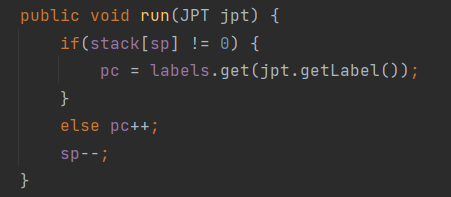 public void run(JPT jpt) {
    if(stack[sp] != 0) {
        pc = labels.get(jpt.getLabel());
    }
    else pc++;
    sp--;
}